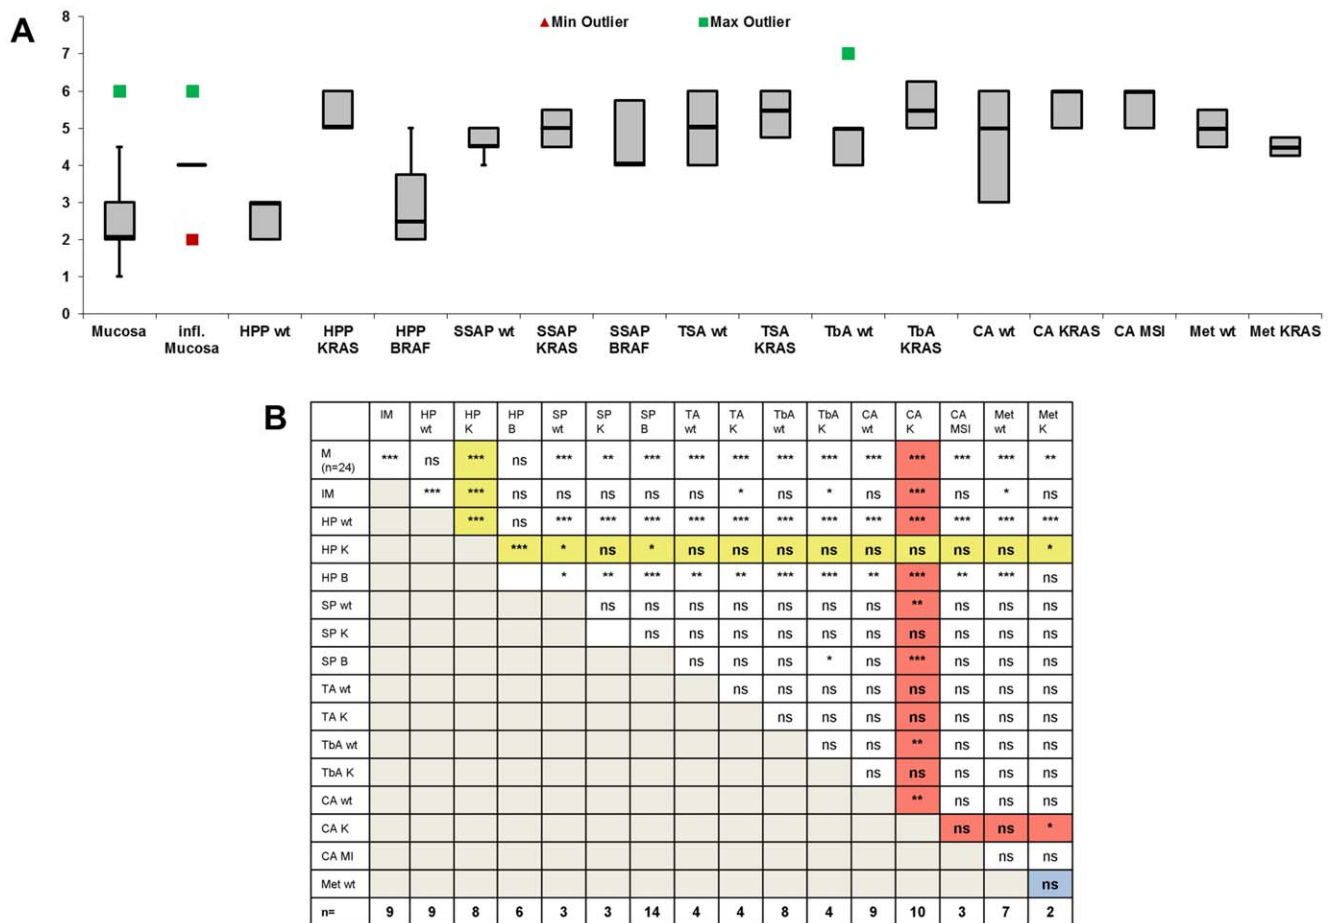 A
▲Min Outlier ■Max Outlier
8
7
6
5
4
3
2
1
0
Mucosa infl. Mucosa HPP wt HPP KRAS HPP BRAF SSAP wt SSAP KRAS SSAP BRAF TSA wt TSA KRAS TbA wt TbA KRAS CA wt CA KRAS CA MSI Met wt Met KRAS
B
IM HP wt HP K HP B SP wt SP K SP B TA wt TA K TbA wt TbA K CA wt CA K CA MSI Met wt Met K
M (n=24) *** ns *** ns *** ** *** *** *** *** *** *** *** *** *** **
IM *** *** ns ns ns ns ns * ns * ns *** ns * ns
HP wt *** ns *** *** *** *** *** *** *** *** *** *** *** ***
HP K *** * ns * ns ns ns ns ns ns ns ns *
HP B * ** *** ** ** *** *** ** *** ** *** ns
SP wt ns ns ns ns ns ns ns ** ns ns ns
SP K ns ns ns ns ns ns ns ns ns ns
SP B ns ns ns * ns *** ns ns ns
TA wt ns ns ns ns ns ns ns ns
TA K ns ns ns ns ns ns ns
TbA wt ns ns ** ns ns ns
TbA K ns ns ns ns ns
CA wt ** ns ns ns
CA K ns ns *
CA MI ns ns
Met wt ns
n= 9 9 8 6 3 3 14 4 4 8 4 9 10 3 7 2